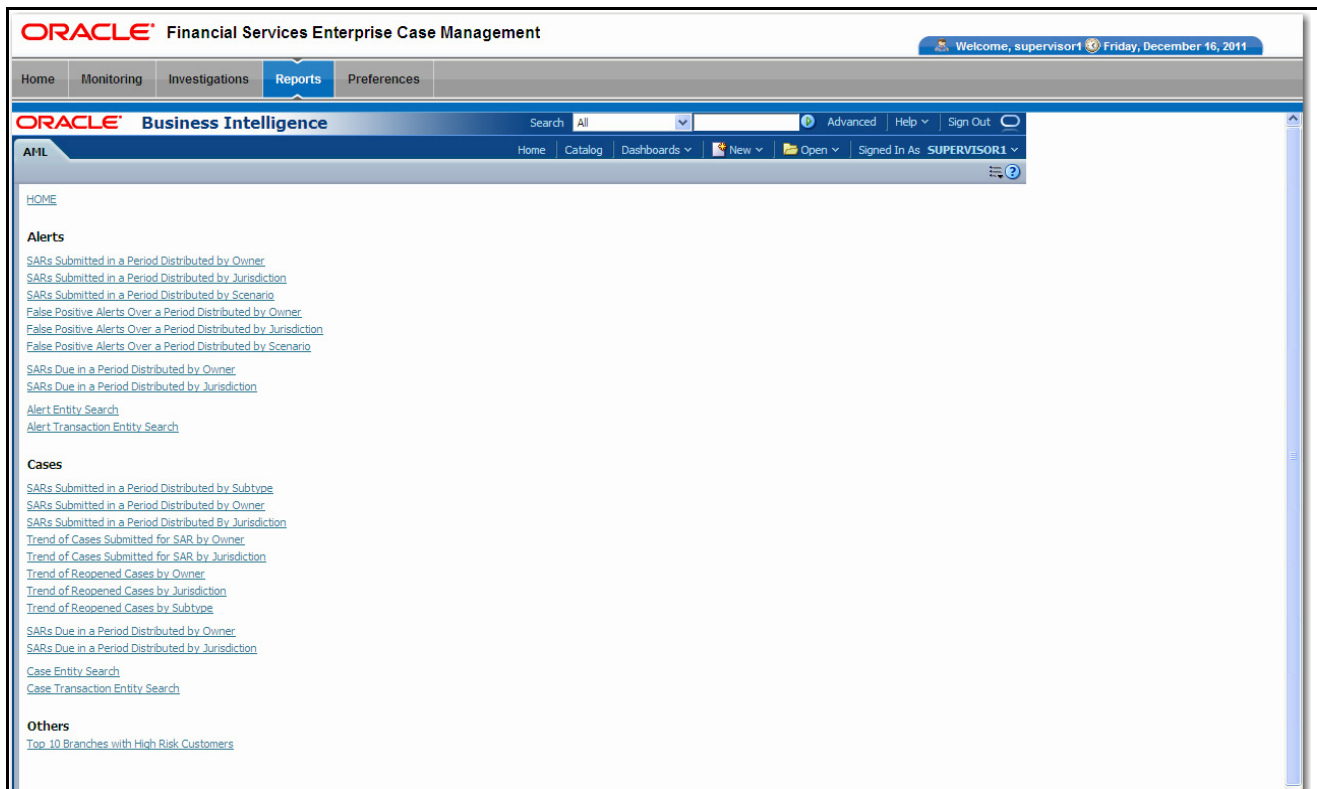 ORACLE Financial Services Enterprise Case Management
Welcome, supervisor1 Friday, December 16, 2011
Home Monitoring Investigations Reports Preferences
ORACLE Business Intelligence Search All Advanced Help Sign Out
AML Home Catalog Dashboards New Open Signed In As SUPERVISOR1
HOME
Alerts
SARs Submitted in a Period Distributed by Owner
SARs Submitted in a Period Distributed by Jurisdiction
SARs Submitted in a Period Distributed by Scenario
False Positive Alerts Over a Period Distributed by Owner
False Positive Alerts Over a Period Distributed by Jurisdiction
False Positive Alerts Over a Period Distributed by Scenario
SARs Due in a Period Distributed by Owner
SARs Due in a Period Distributed by Jurisdiction
Alert Entity Search
Alert Transaction Entity Search
Cases
SARs Submitted in a Period Distributed by Subtype
SARs Submitted in a Period Distributed by Owner
SARs Submitted in a Period Distributed By Jurisdiction
Trend of Cases Submitted for SAR by Owner
Trend of Cases Submitted for SAR by Jurisdiction
Trend of Reopened Cases by Owner
Trend of Reopened Cases by Jurisdiction
Trend of Reopened Cases by Subtype
SARs Due in a Period Distributed by Owner
SARs Due in a Period Distributed by Jurisdiction
Case Entity Search
Case Transaction Entity Search
Others
Top 10 Branches with High Risk Customers